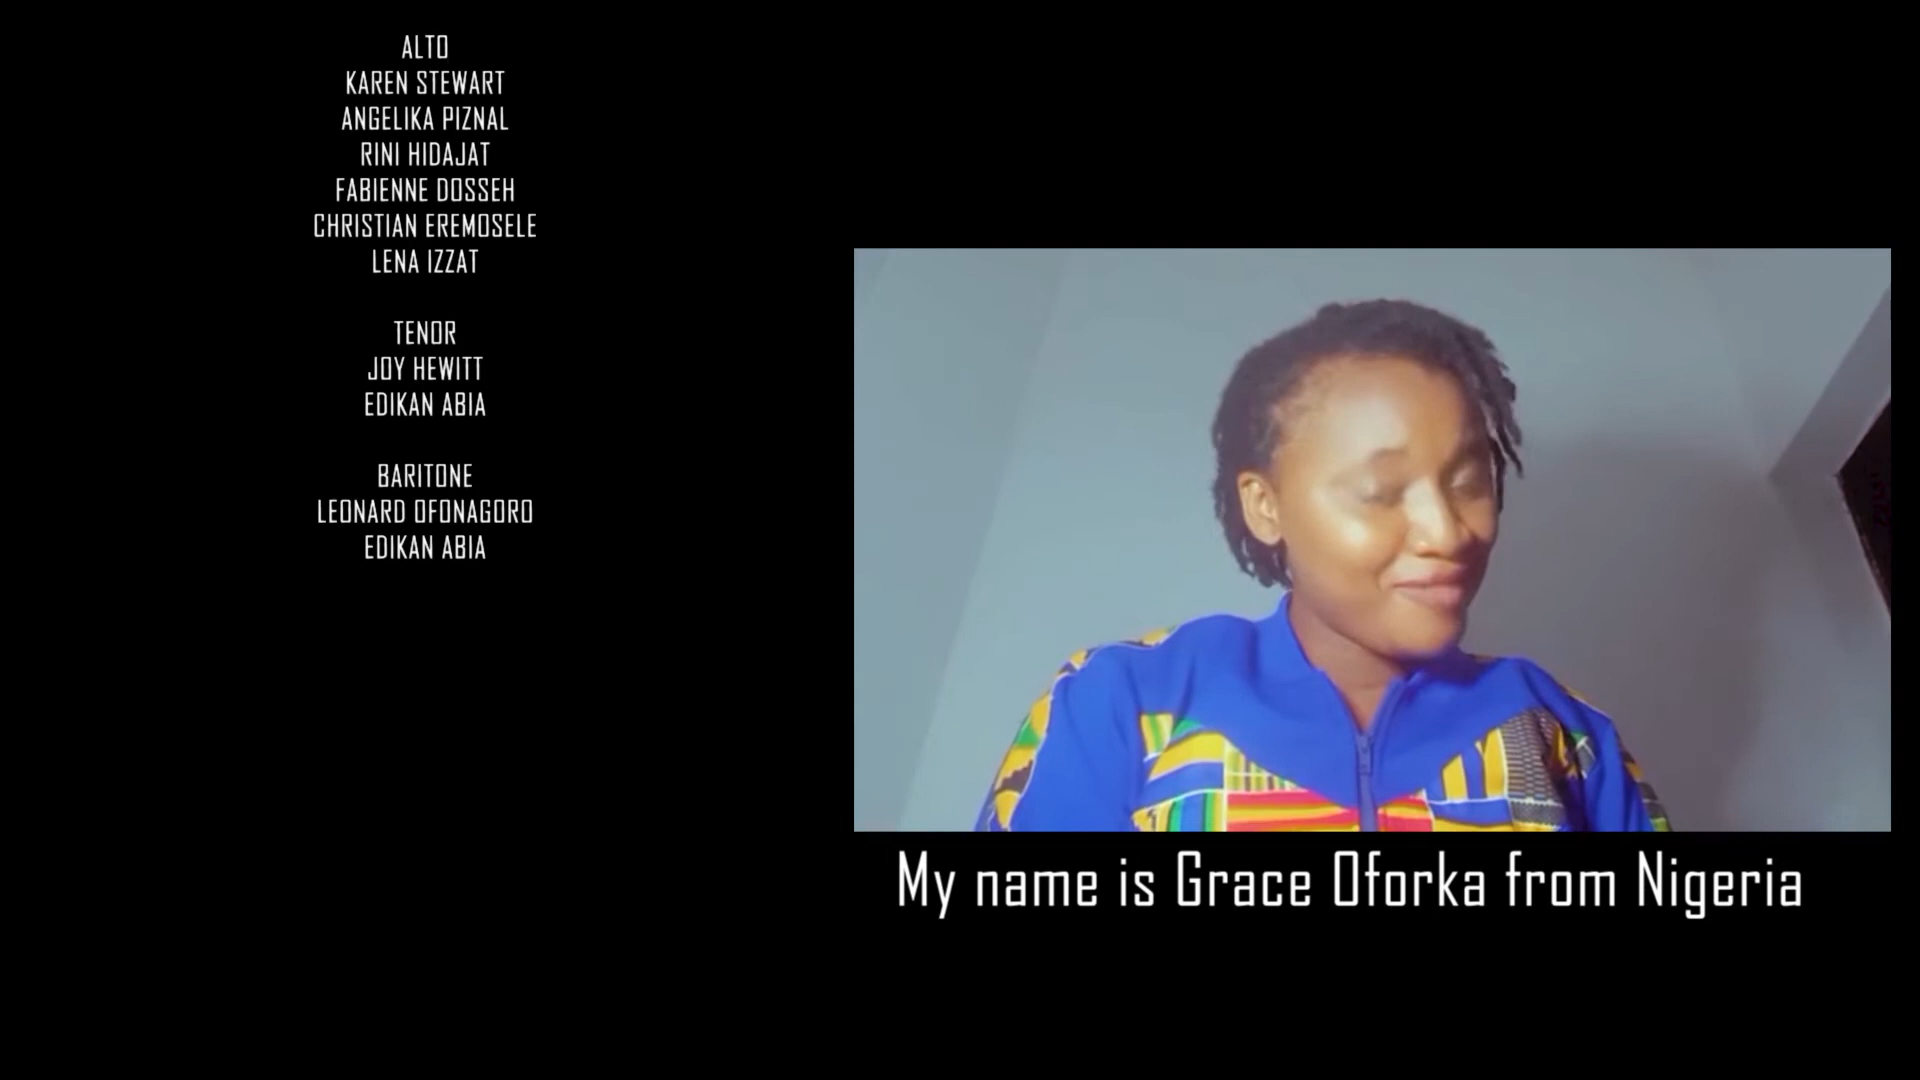 ALTO
KAREN STEWART
ANGELIKA PIZNAL
RINI HIDAJAT
FABIENNE DOSSEH
CHRISTIAN EREMOSELE
LENA IZZAT
TENOR
JOY HEWITT
EDIKAN ABIA
BARITONE
LEONARD OFONAGORO
EDIKAN ABIA
My name is Grace Oforka from Nigeria